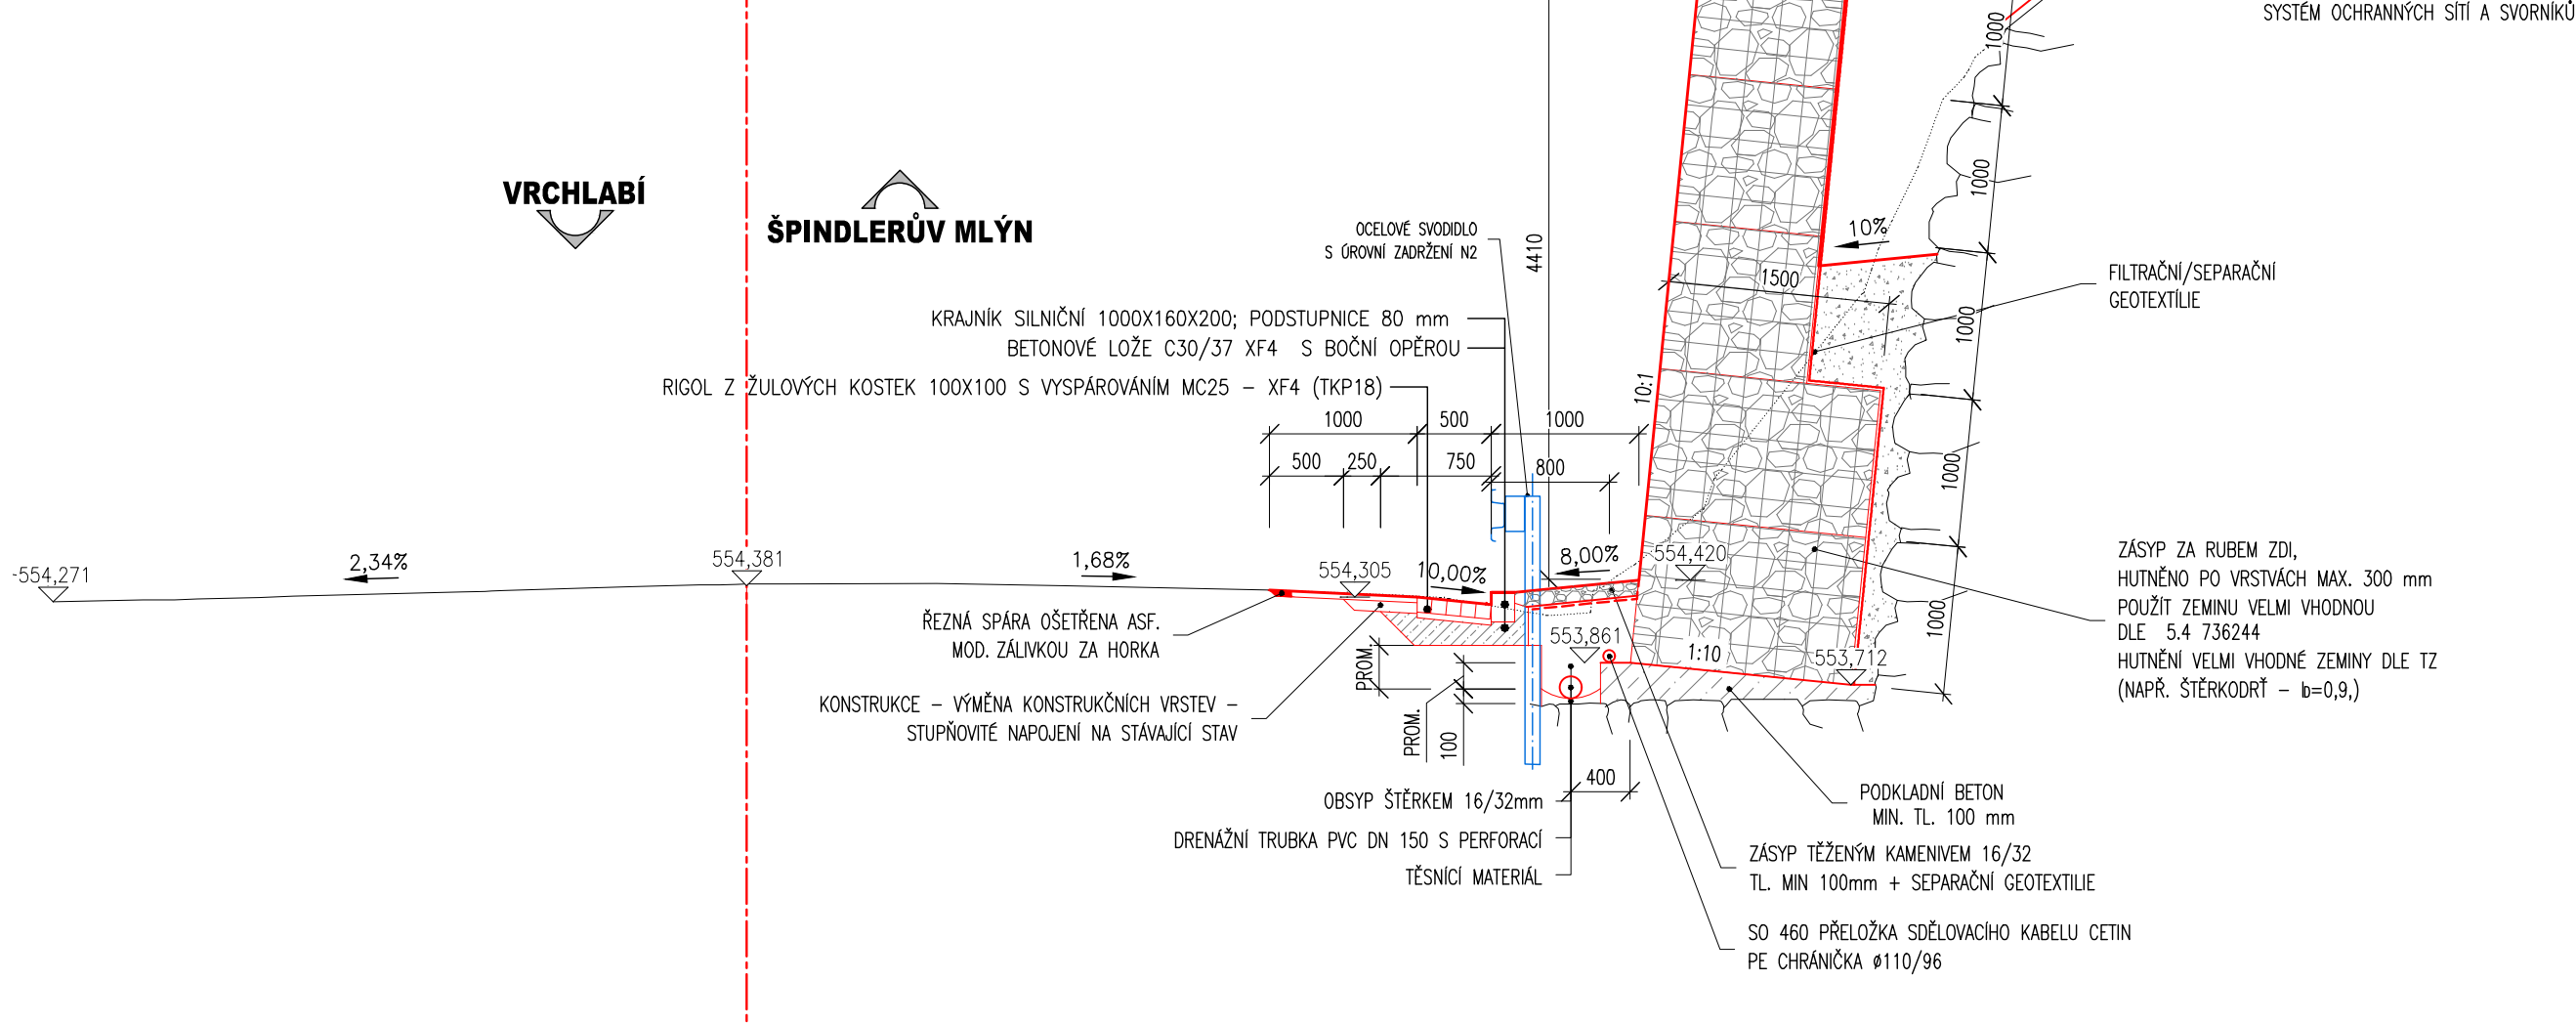 SYSTÉM OCHRANNÝCH SÍTÍ A SVORNÍKŮ
1000
1000
1000
1000
1000
VRCHLABÍ
ŠPINDLERŮV MLÝN
OCELOVÉ SVODIDLO
S ÚROVNÍ ZADRŽENÍ N2
4410
10%
1500
FILTRAČNÍ/SEPARAČNÍ
GEOTEXTÍLIE
KRAJNÍK SILNIČNÍ 1000X160X200; PODSTUPNICE 80 mm
BETONOVÉ LOŽE C30/37 XF4 S BOČNÍ OPĚROU
RIGOL Z ŽULOVÝCH KOSTEK 100X100 S VYSPÁROVÁNÍM MC25 – XF4 (TKP18)
10:1
1000 500 1000
500 250 750 800
-554,271
2,34%
554,381
1,68%
554,305
10,00%
8,00%
554,420
553,861
1:10
553,712
ŘEZNÁ SPÁRA OŠETŘENA ASF.
MOD. ZÁLIVKOU ZA HORKA
KONSTRUKCE – VÝMĚNA KONSTRUKČNÍCH VRSTEV –
STUPŇOVITÉ NAPOJENÍ NA STÁVAJÍCÍ STAV
PROM.
PROM.
100
400
ZÁSYP ZA RUBEM ZDI,
HUTNĚNO PO VRSTVÁCH MAX. 300 mm
POUŽÍT ZEMINU VELMI VHODNOU
DLE 5.4 736244
HUTNĚNÍ VELMI VHODNÉ ZEMINY DLE TZ
(NAPŘ. ŠTĚRKODRŤ – Ib=0,9,)
OBSYP ŠTĚRKEM 16/32mm
DRENÁŽNÍ TRUBKA PVC DN 150 S PERFORACÍ
TĚSNÍCÍ MATERIÁL
PODKLADNÍ BETON
MIN. TL. 100 mm
ZÁSYP TĚŽENÝM KAMENIVEM 16/32
TL. MIN 100mm + SEPARAČNÍ GEOTEXTILIE
SO 460 PŘELOŽKA SDĚLOVACÍHO KABELU CETIN
PE CHRÁNIČKA ø110/96